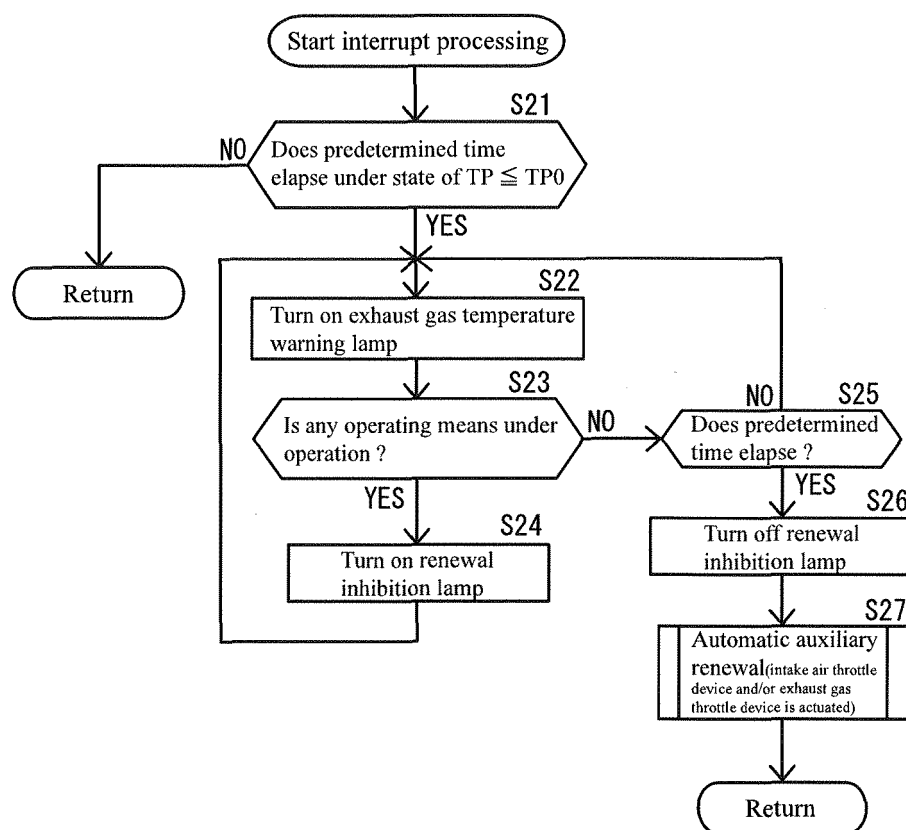 Start interrupt processing
S21
NO
Does predetermined time
elapse under state of TP ≦ TP0
YES
Return
S22
Turn on exhaust gas temperature
warning lamp
S23
Is any operating means under
operation ?
NO
YES
S24
Turn on renewal
inhibition lamp
NO
S25
Does predetermined
time elapse ?
YES
S26
Turn off renewal
inhibition lamp
S27
Automatic auxiliary
renewal(intake air throttle
device and/or exhaust gas
throttle device is actuated)
Return